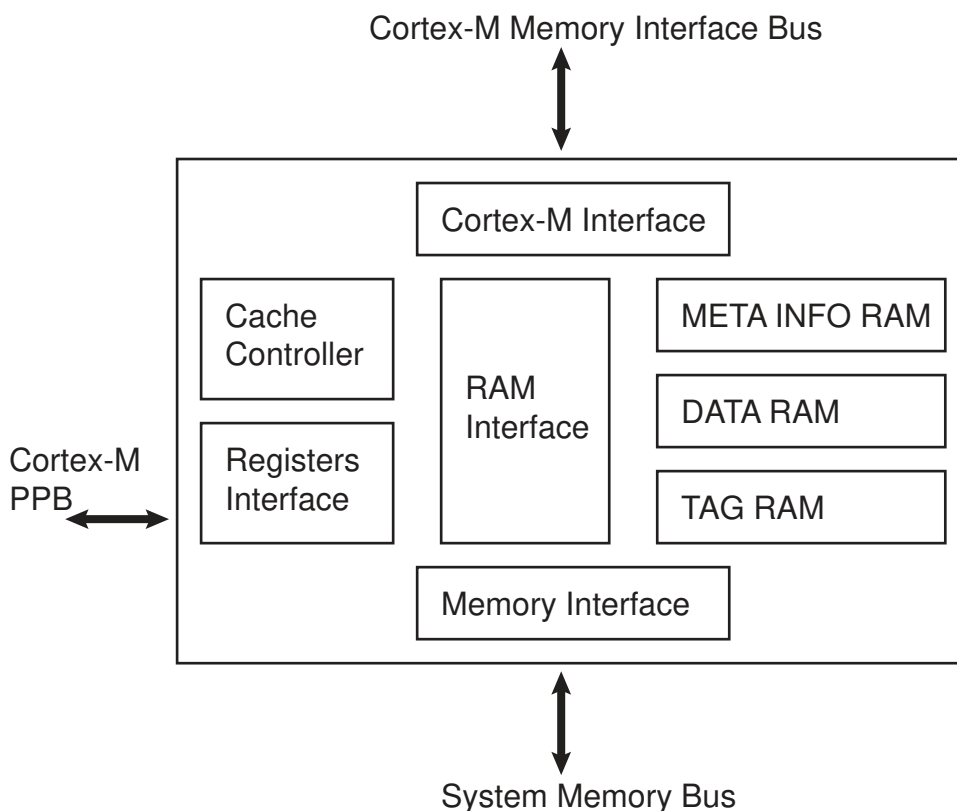 Cortex-M Memory Interface Bus
Cortex-M Interface
Cache
Controller
RAM
Interface
META INFO RAM
DATA RAM
Cortex-M
PPB
Registers
Interface
TAG RAM
Memory Interface
System Memory Bus